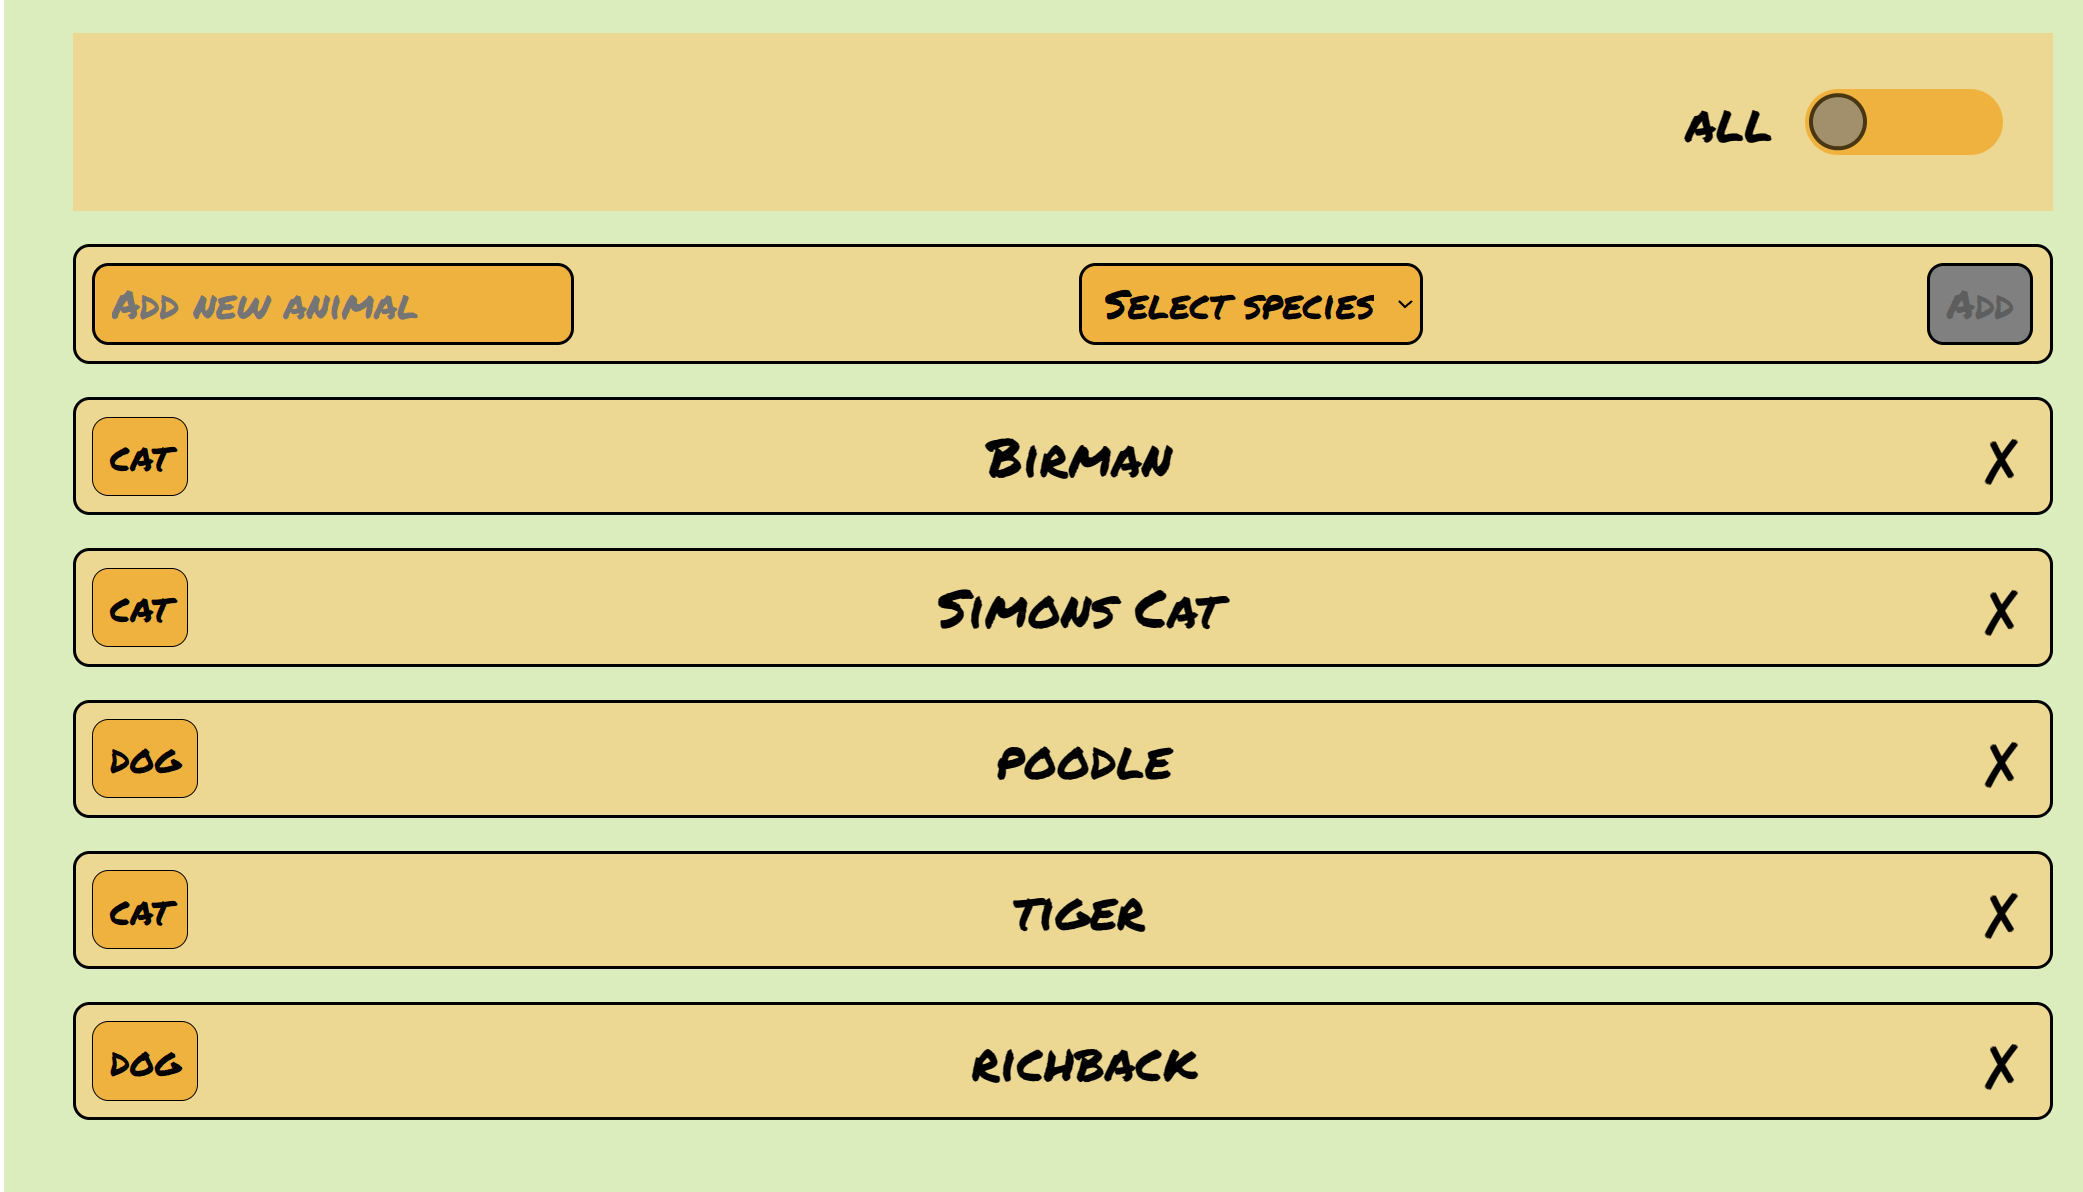 ALL
Add new animal Select species Add
cat Birman ✗
cat Simons Cat ✗
dog poodle ✗
cat tiger ✗
dog richback ✗